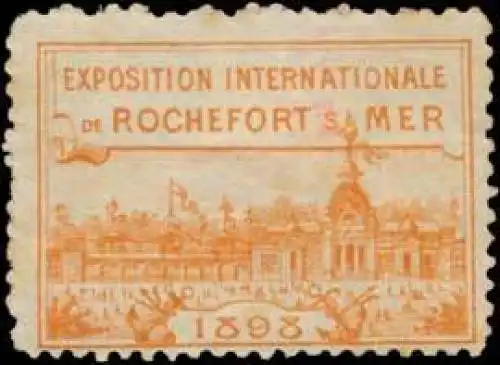 EXPOSITION INTERNATIONALE
DE ROCHEFORT S/ MER
1898